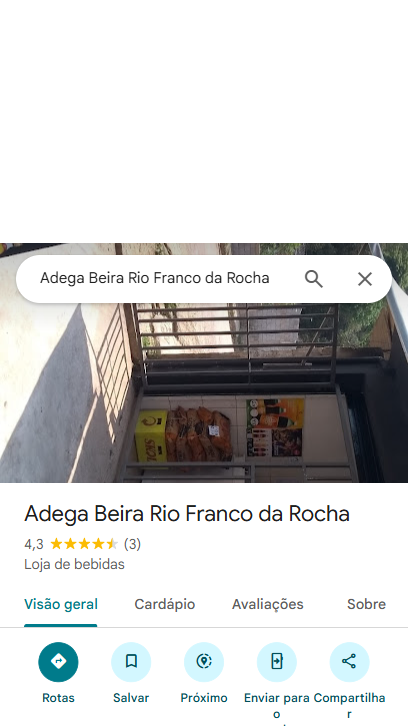 Adega Beira Rio Franco da Rocha
Adega Beira Rio Franco da Rocha
4,3 (3)
Loja de bebidas
Visão geral Cardápio Avaliações Sobre
Rotas Salvar Próximo Enviar para Compartilha
o r